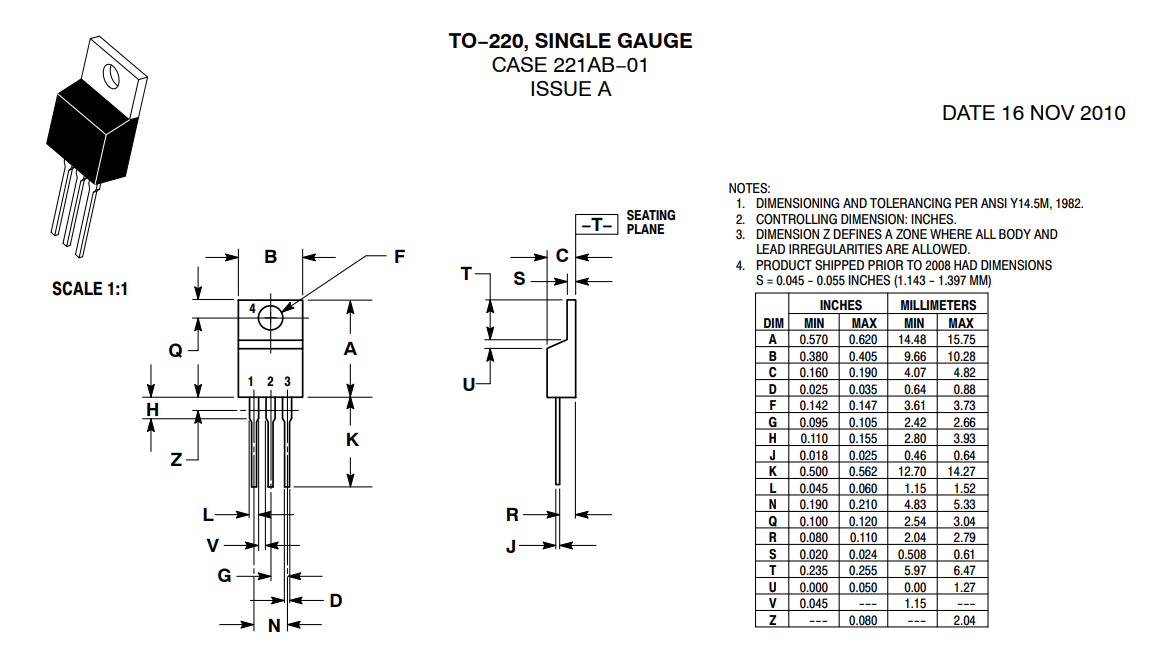 TO−220, SINGLE GAUGE
CASE 221AB−01
ISSUE A
DATE 16 NOV 2010
SCALE 1:1
B
F
4
Q
A
1 2 3
H
Z
K
L
V
G
D
N
−T−
SEATING
PLANE
C
T
S
U
R
J
NOTES:
1. DIMENSIONING AND TOLERANCING PER ANSI Y14.5M, 1982.
2. CONTROLLING DIMENSION: INCHES.
3. DIMENSION Z DEFINES A ZONE WHERE ALL BODY AND
LEAD IRREGULARITIES ARE ALLOWED.
4. PRODUCT SHIPPED PRIOR TO 2008 HAD DIMENSIONS
S = 0.045 - 0.055 INCHES (1.143 - 1.397 MM)
INCHES MILLIMETERS
DIM MIN MAX MIN MAX
A 0.570 0.620 14.48 15.75
B 0.380 0.405 9.66 10.28
C 0.160 0.190 4.07 4.82
D 0.025 0.035 0.64 0.88
F 0.142 0.147 3.61 3.73
G 0.095 0.105 2.42 2.66
H 0.110 0.155 2.80 3.93
J 0.018 0.025 0.46 0.64
K 0.500 0.562 12.70 14.27
L 0.045 0.060 1.15 1.52
N 0.190 0.210 4.83 5.33
Q 0.100 0.120 2.54 3.04
R 0.080 0.110 2.04 2.79
S 0.020 0.024 0.508 0.61
T 0.235 0.255 5.97 6.47
U 0.000 0.050 0.00 1.27
V 0.045 --- 1.15 ---
Z --- 0.080 --- 2.04